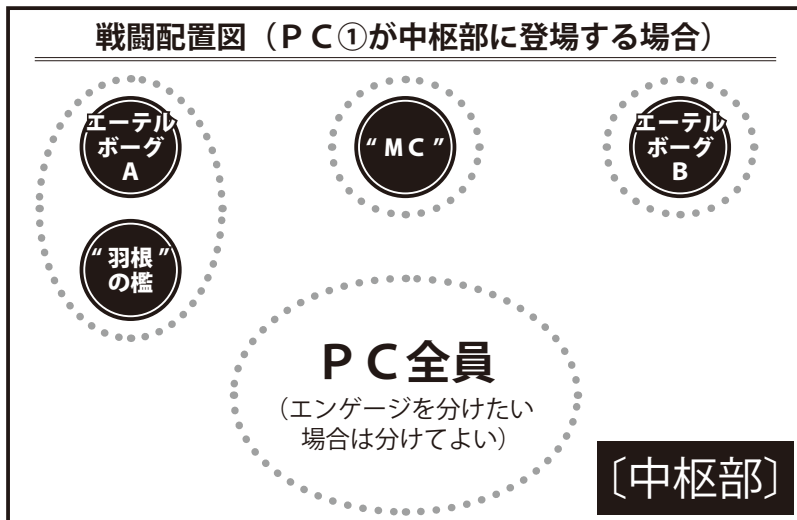 戦闘配置図（ＰＣ①が中枢部に登場する場合）
エーテル
ボーグ
A
“ＭＣ”
エーテル
ボーグ
B
“羽根”
の檻
ＰＣ全員
（エンゲージを分けたい
場合は分けてよい）
〔中枢部〕